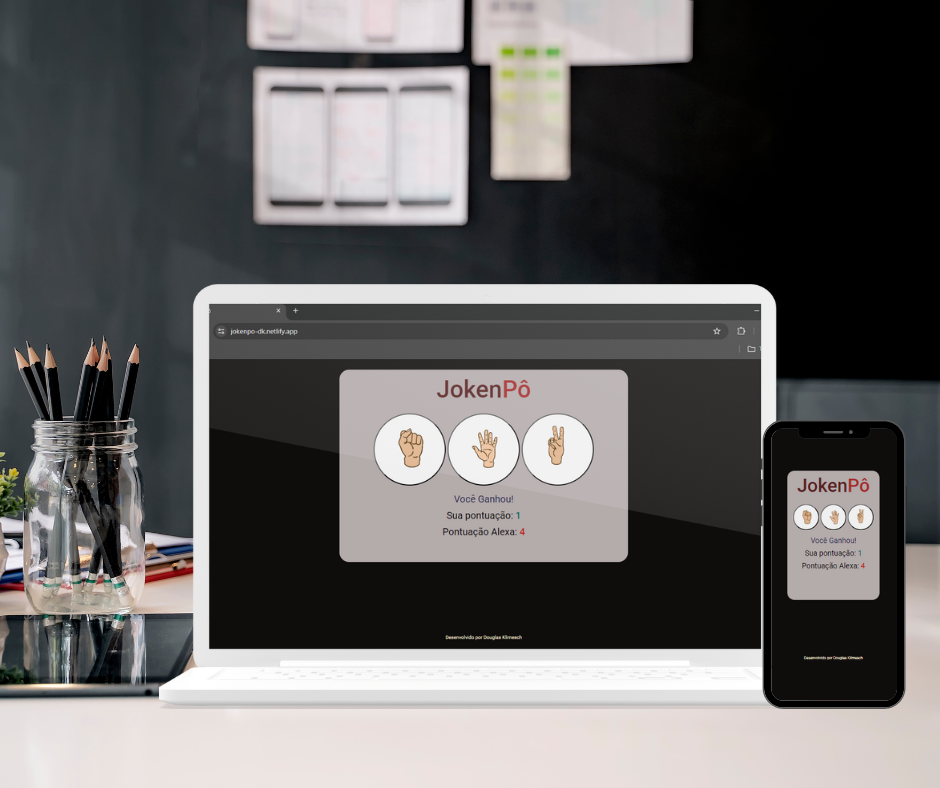 jokenpo-dk.netlify.app
JokenPô
Você Ganhou!
Sua pontuação: 1
Pontuação Alexa: 4
Desenvolvido por Douglas Klimesch
JokenPô
Você Ganhou!
Sua pontuação: 1
Pontuação Alexa: 4
Desenvolvido por Douglas Klimesch